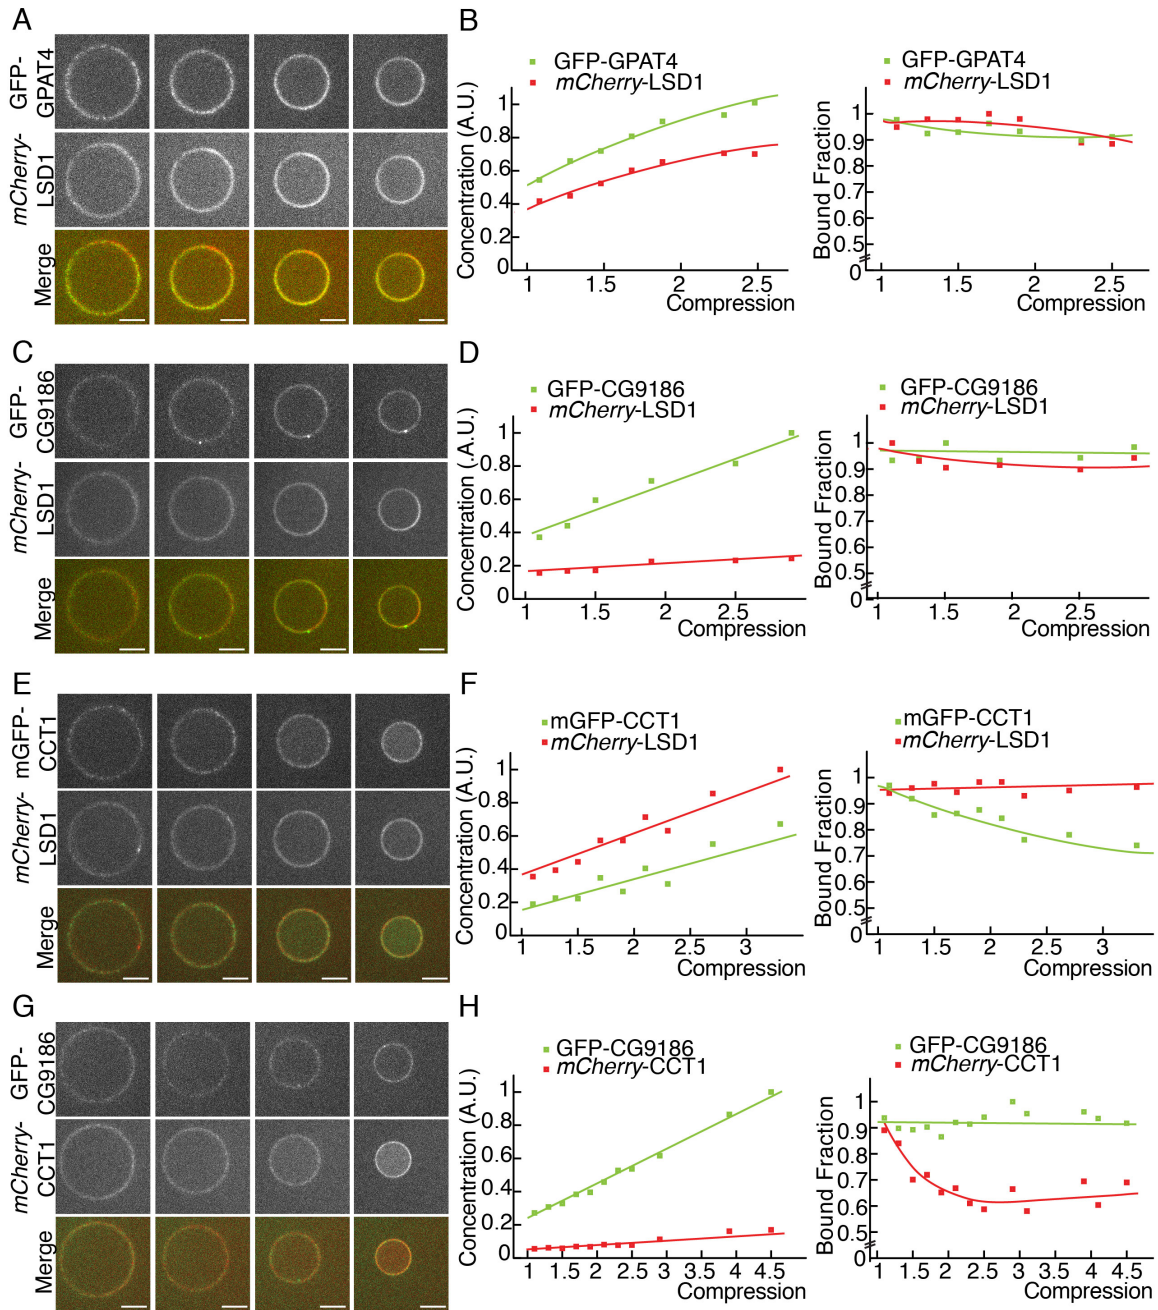 A
GFP-
GPAT4
mCherry-
LSD1
Merge
B
GFP-GPAT4
mCherry-LSD1
Concentration (A.U.)
1
0.8
0.6
0.4
0.2
0
1 1.5 2 2.5
Compression
GFP-GPAT4
mCherry-LSD1
Bound Fraction
1
0.9
0.8
0.7
0.6
0.5
0
1 1.5 2 2.5
Compression
C
GFP-
CG9186
mCherry-
LSD1
Merge
D
GFP-CG9186
mCherry-LSD1
Concentration (.A.U.)
1
0.8
0.6
0.4
0.2
0
1 1.5 2 2.5
Compression
GFP-CG9186
mCherry-LSD1
Bound Fraction
1
0.9
0.8
0.7
0.6
0.5
0
1 1.5 2 2.5
Compression
E
mGFP-
CCT1
mCherry-
LSD1
Merge
F
mGFP-CCT1
mCherry-LSD1
Concentration (A.U.)
1
0.8
0.6
0.4
0.2
0
1 1.5 2 2.5 3
Compression
mGFP-CCT1
mCherry-LSD1
Bound Fraction
1
0.9
0.8
0.7
0.6
0.5
0
1 1.5 2 2.5 3
Compression
G
GFP-
CG9186
mCherry-
CCT1
Merge
H
GFP-CG9186
mCherry-CCT1
Concentration (A.U.)
1
0.8
0.6
0.4
0.2
0
1 1.5 2 2.5 3 3.5 4 4.5
Compression
GFP-CG9186
mCherry-CCT1
Bound Fraction
1
0.9
0.8
0.7
0.6
0.5
0
1 1.5 2 2.5 3 3.5 4 4.5
Compression